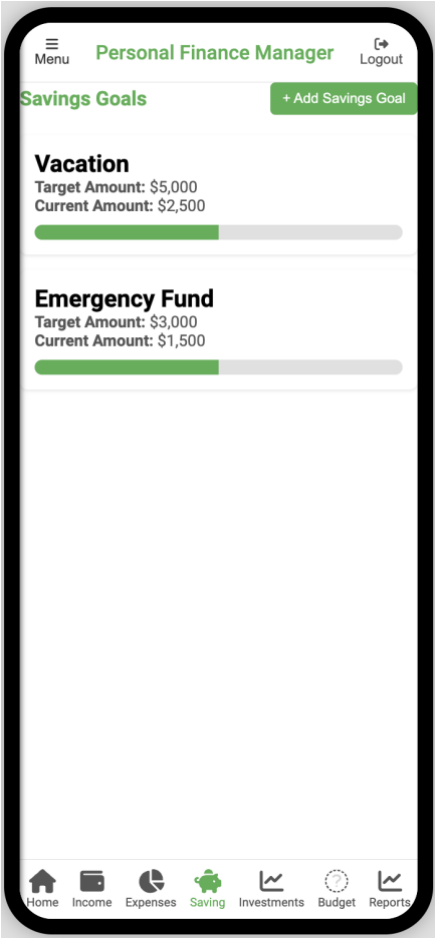 Menu
Personal Finance Manager
Logout
Savings Goals
+ Add Savings Goal
Vacation
Target Amount: $5,000
Current Amount: $2,500
Emergency Fund
Target Amount: $3,000
Current Amount: $1,500
Home Income Expenses Saving Investments Budget Reports